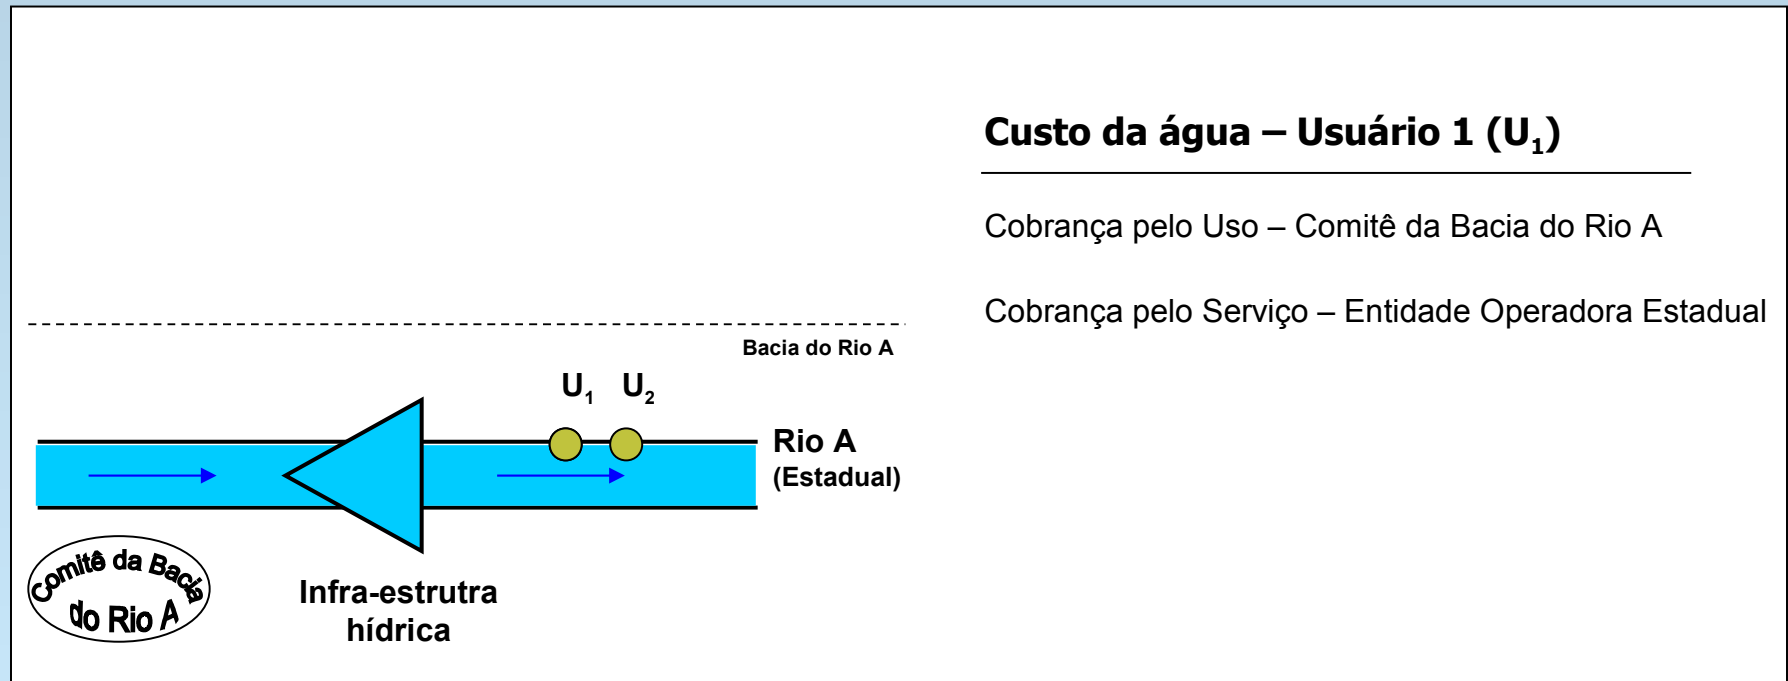 Custo da água – Usuário 1 (U₁)
Cobrança pelo Uso – Comitê da Bacia do Rio A
Cobrança pelo Serviço – Entidade Operadora Estadual
Bacia do Rio A
U₁ U₂
Rio A
(Estadual)
Comitê da Bacia
do Rio A
Infra-estrutra
hídrica